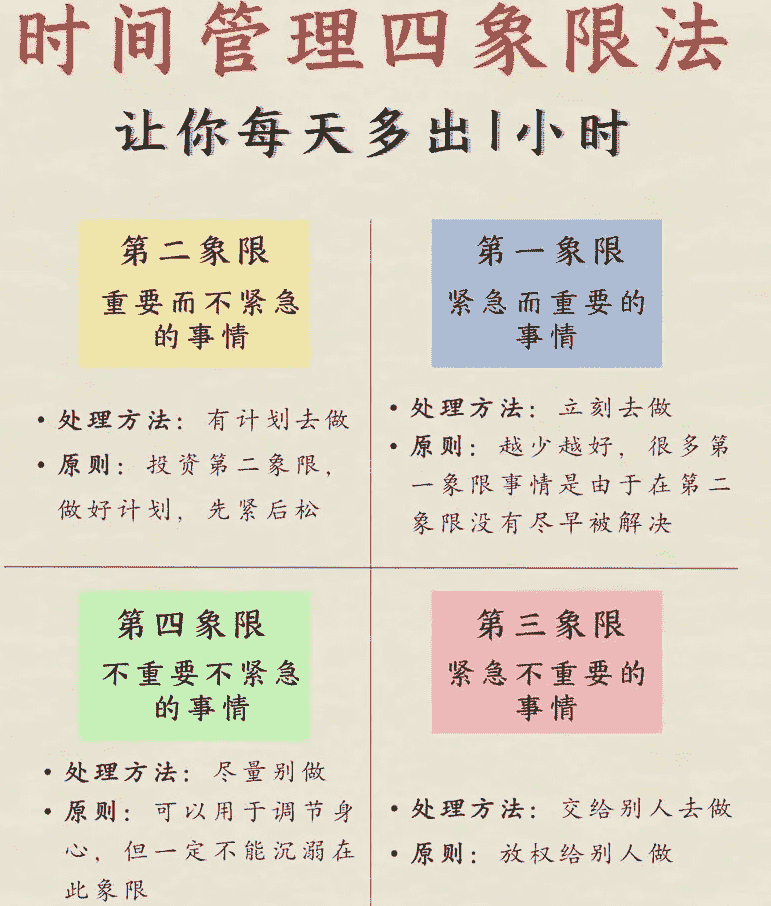 时间管理四象限法
让你每天多出1小时
第二象限
重要而不紧急
的事情
• 处理方法：有计划去做
• 原则：投资第二象限，
做好计划，先紧后松
第一象限
紧急而重要的
事情
• 处理方法：立刻去做
• 原则：越少越好，很多第
一象限事情是由于在第二
象限没有尽早被解决
第四象限
不重要不紧急
的事情
• 处理方法：尽量别做
• 原则：可以用于调节身
心，但一定不能沉溺在
此象限
第三象限
紧急不重要的
事情
• 处理方法：交给别人去做
• 原则：放权给别人做